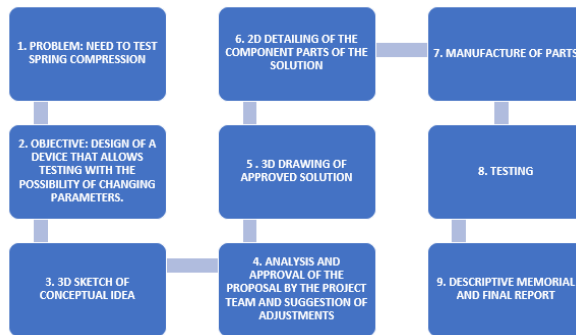 1. PROBLEM: NEED TO TEST
SPRING COMPRESSION
2. OBJECTIVE: DESIGN OF A
DEVICE THAT ALLOWS
TESTING WITH THE
POSSIBILITY OF CHANGING
PARAMETERS.
3. 3D SKETCH OF
CONCEPTUAL IDEA
4. ANALYSIS AND
APPROVAL OF THE
PROPOSAL BY THE PROJECT
TEAM AND SUGGESTION OF
ADJUSTMENTS
5 . 3D DRAWING OF
APPROVED SOLUTION
6. 2D DETAILING OF THE
COMPONENT PARTS OF THE
SOLUTION
7. MANUFACTURE OF PARTS
8. TESTING
9. DESCRIPTIVE MEMORIAL
AND FINAL REPORT